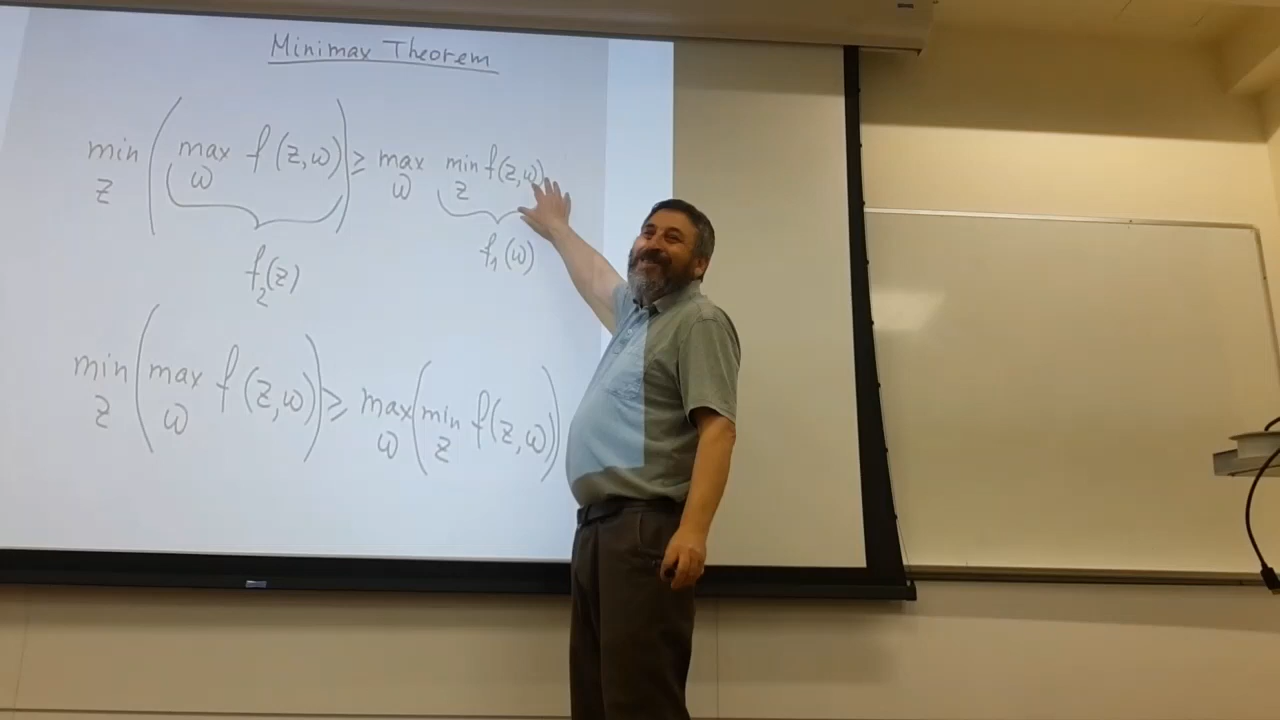 Minimax Theorem
min ( max f(z,ω) ) ≥ max min f(z,ω)
z ω ω z
f₂(z) f₁(ω)
min ( max f(z,ω) ) ≥ max ( min f(z,ω) )
z ω ω z